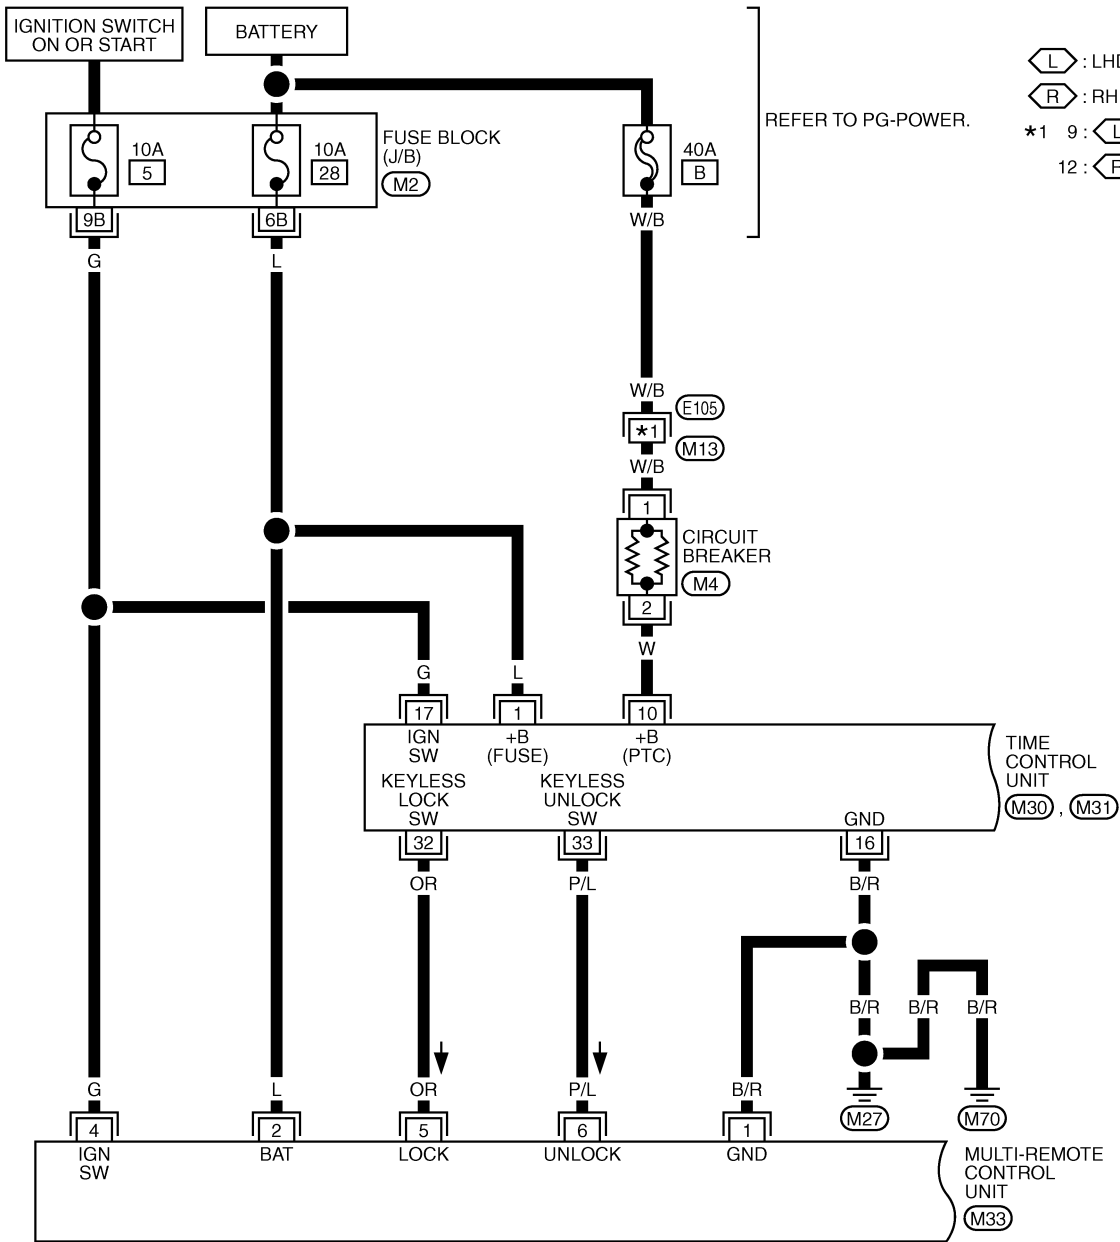 IGNITION SWITCH
ON OR START
BATTERY
L : LH
R : RH
*1 9 : L
12 :
REFER TO PG-POWER.
10A
5
10A
28
FUSE BLOCK
(J/B)
M2
40A
B
9B
6B
W/B
G
L
W/B
E105
*1
M13
W/B
1
CIRCUIT
BREAKER
M4
2
W
G
L
17
1
10
IGN
SW
+B
(FUSE)
+B
(PTC)
TIME
CONTROL
UNIT
M30 , M31
KEYLESS
LOCK
SW
KEYLESS
UNLOCK
SW
GND
32
33
16
OR
P/L
B/R
B/R
B/R
B/R
G
L
OR
P/L
B/R
M27
M70
4
2
5
6
1
IGN
SW
BAT
LOCK
UNLOCK
GND
MULTI-REMOTE
CONTROL
UNIT
M33